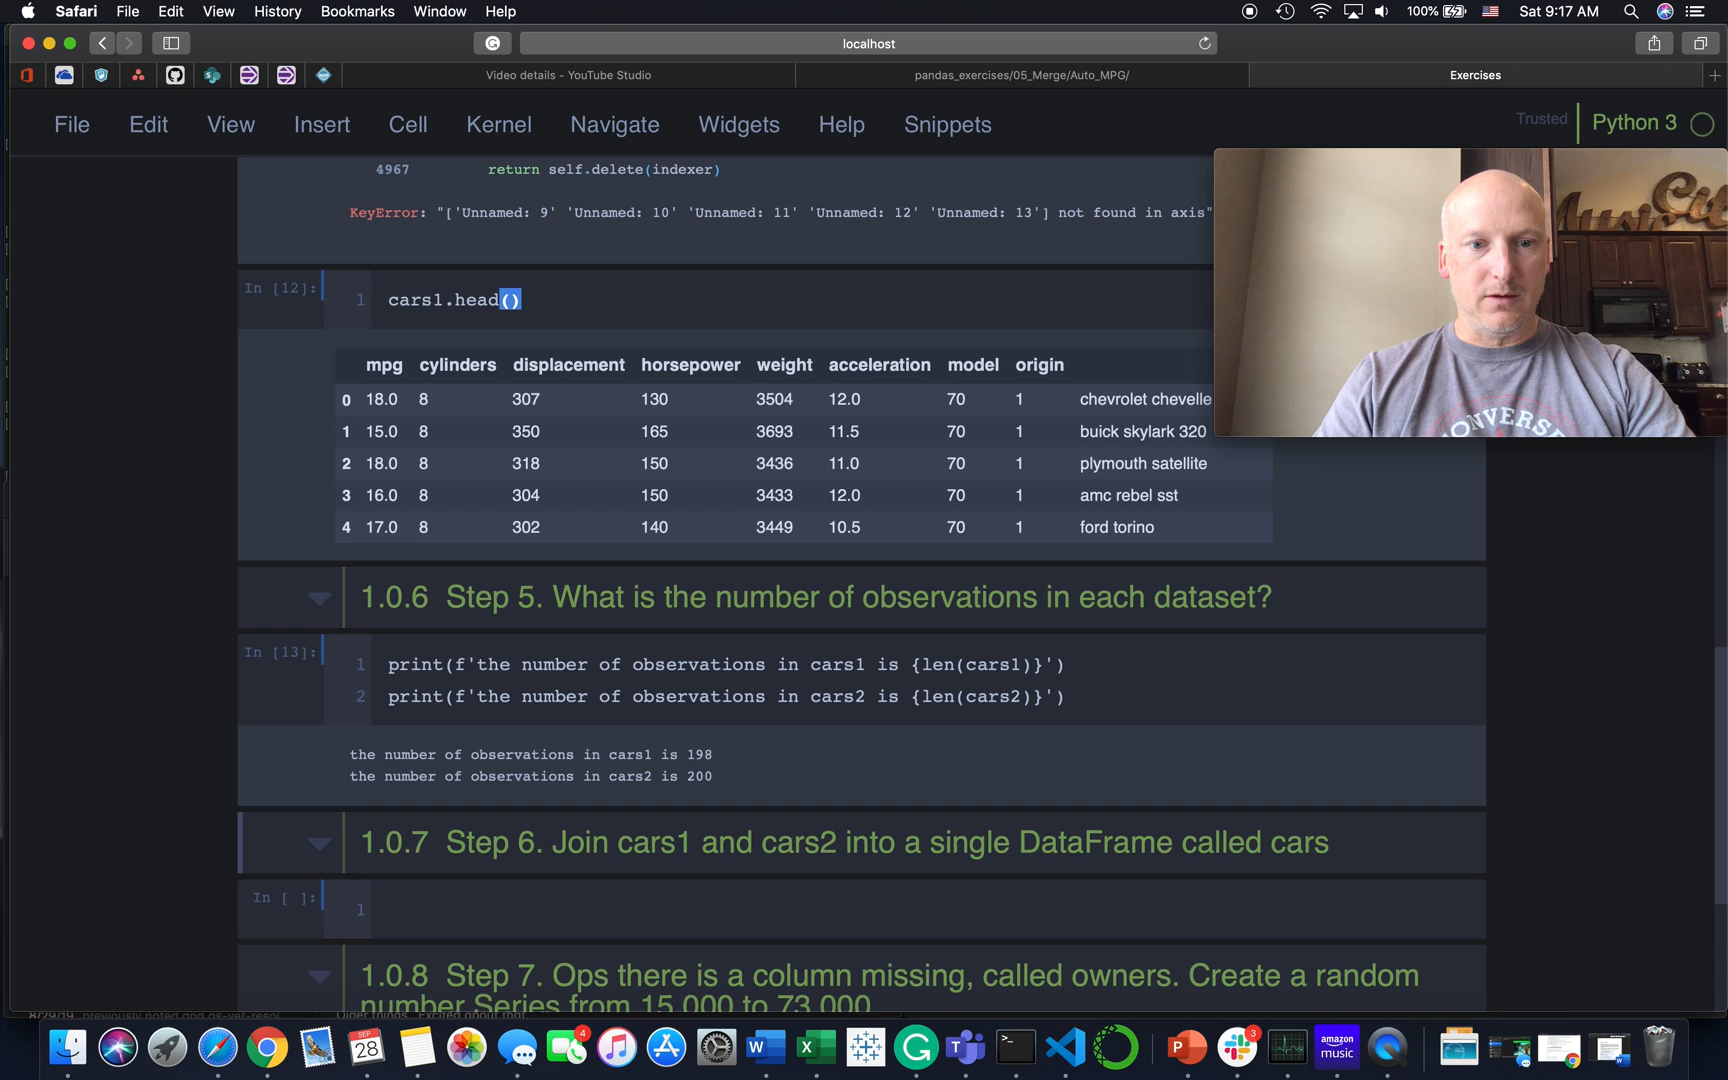 Safari File Edit View History Bookmarks Window Help 100% Sat 9:17 AM
localhost
Video details - YouTube Studio pandas_exercises/05_Merge/Auto_MPG/ Exercises
File Edit View Insert Cell Kernel Navigate Widgets Help Snippets Trusted Python 3
4967 return self.delete(indexer)
KeyError: "['Unnamed: 9' 'Unnamed: 10' 'Unnamed: 11' 'Unnamed: 12' 'Unnamed: 13'] not found in axis"
In [12]: 1 cars1.head()
mpg cylinders displacement horsepower weight acceleration model origin
0 18.0 8 307 130 3504 12.0 70 1 chevrolet chevelle
1 15.0 8 350 165 3693 11.5 70 1 buick skylark 320
2 18.0 8 318 150 3436 11.0 70 1 plymouth satellite
3 16.0 8 304 150 3433 12.0 70 1 amc rebel sst
4 17.0 8 302 140 3449 10.5 70 1 ford torino
1.0.6 Step 5. What is the number of observations in each dataset?
In [13]: 1 print(f'the number of observations in cars1 is {len(cars1)}')
2 print(f'the number of observations in cars2 is {len(cars2)}')
the number of observations in cars1 is 198
the number of observations in cars2 is 200
1.0.7 Step 6. Join cars1 and cars2 into a single DataFrame called cars
In [ ]: 1
1.0.8 Step 7. Ops there is a column missing, called owners. Create a random
number Series from 15,000 to 73,000.
SEP
28
4
3
amazon
music